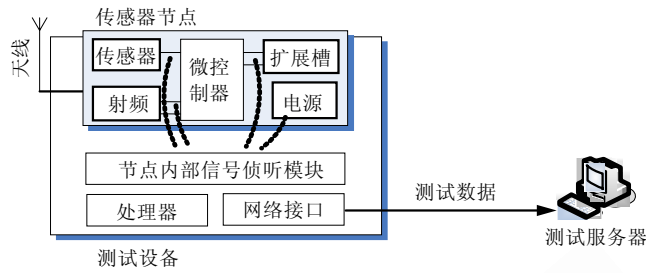 传感器节点
天线
传感器
微控
制器
扩展槽
射频
电源
节点内部信号侦听模块
处理器
网络接口
测试数据
测试服务器
测试设备